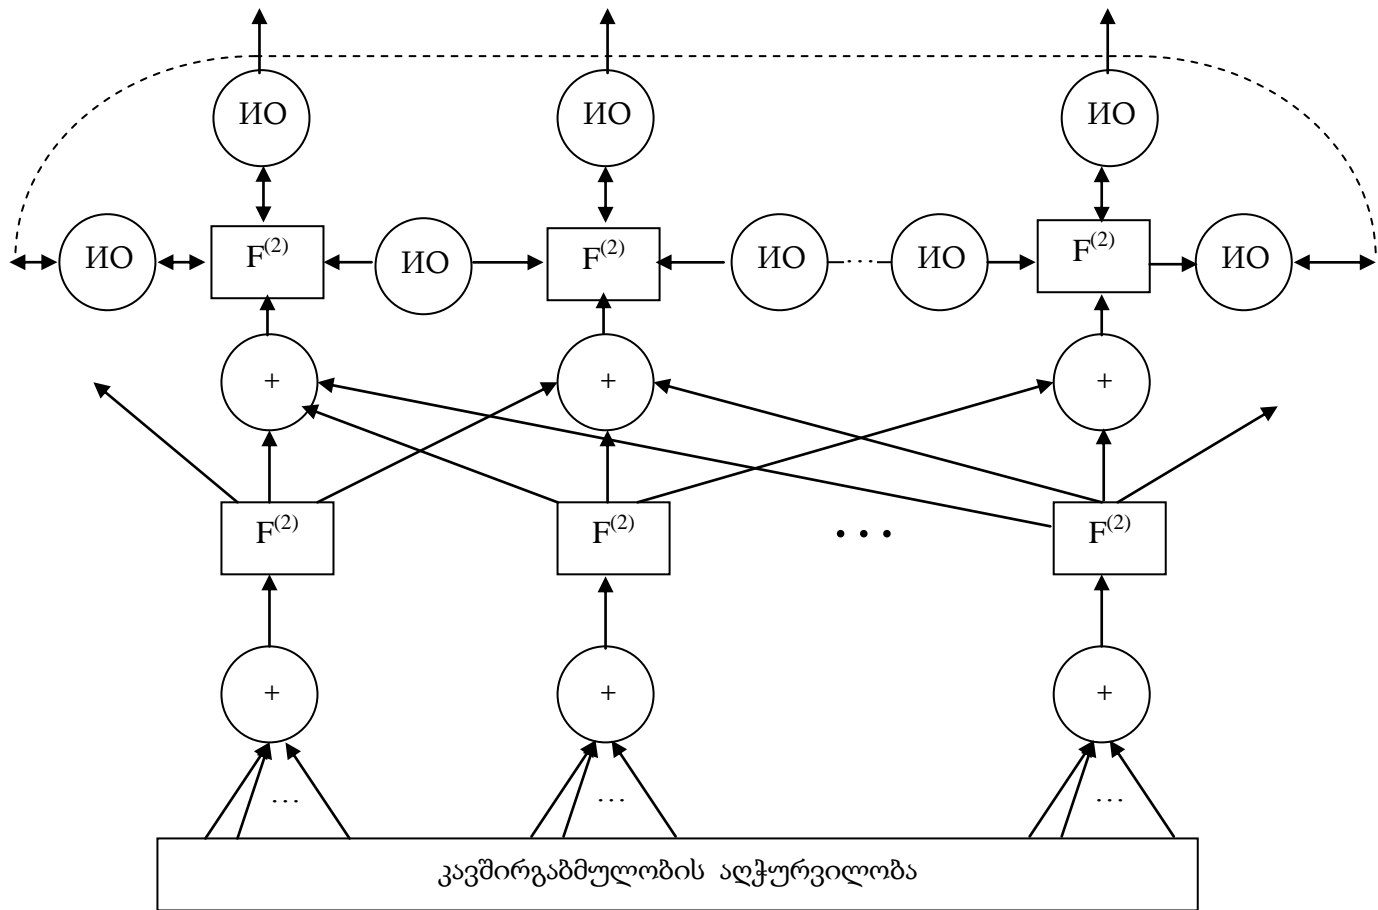 ИО ИО ИО
ИО F⁽²⁾ ИО F⁽²⁾ ИО ... ИО F⁽²⁾ ИО
+ + +
F⁽²⁾ F⁽²⁾ ... F⁽²⁾
+ + +
... ... ...
კავშირგაბმულობის აღჭურვილობა